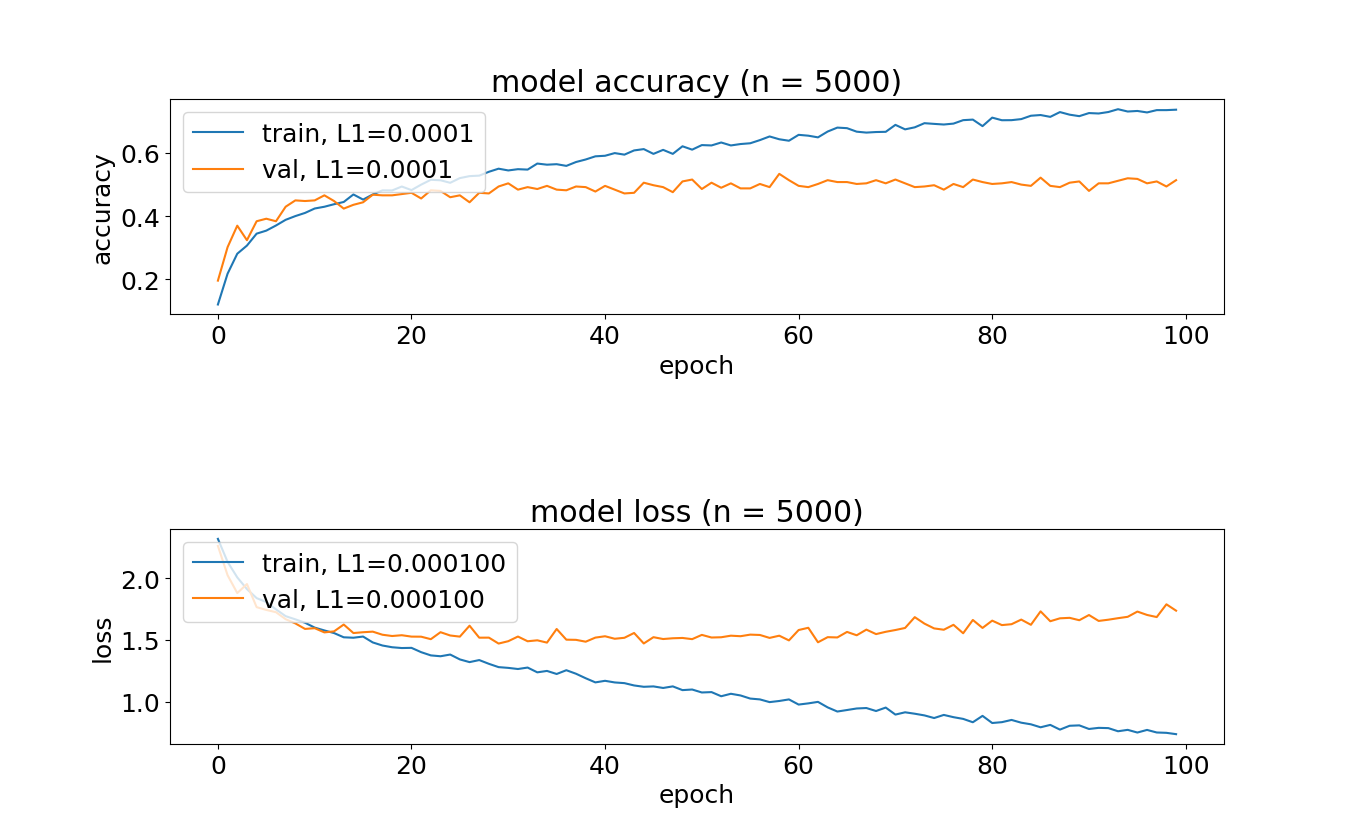 model accuracy (n = 5000)
train, L1=0.0001
val, L1=0.0001
accuracy
0.6
0.4
0.2
0 20 40 60 80 100
epoch
model loss (n = 5000)
train, L1=0.000100
val, L1=0.000100
loss
2.0
1.5
1.0
0 20 40 60 80 100
epoch